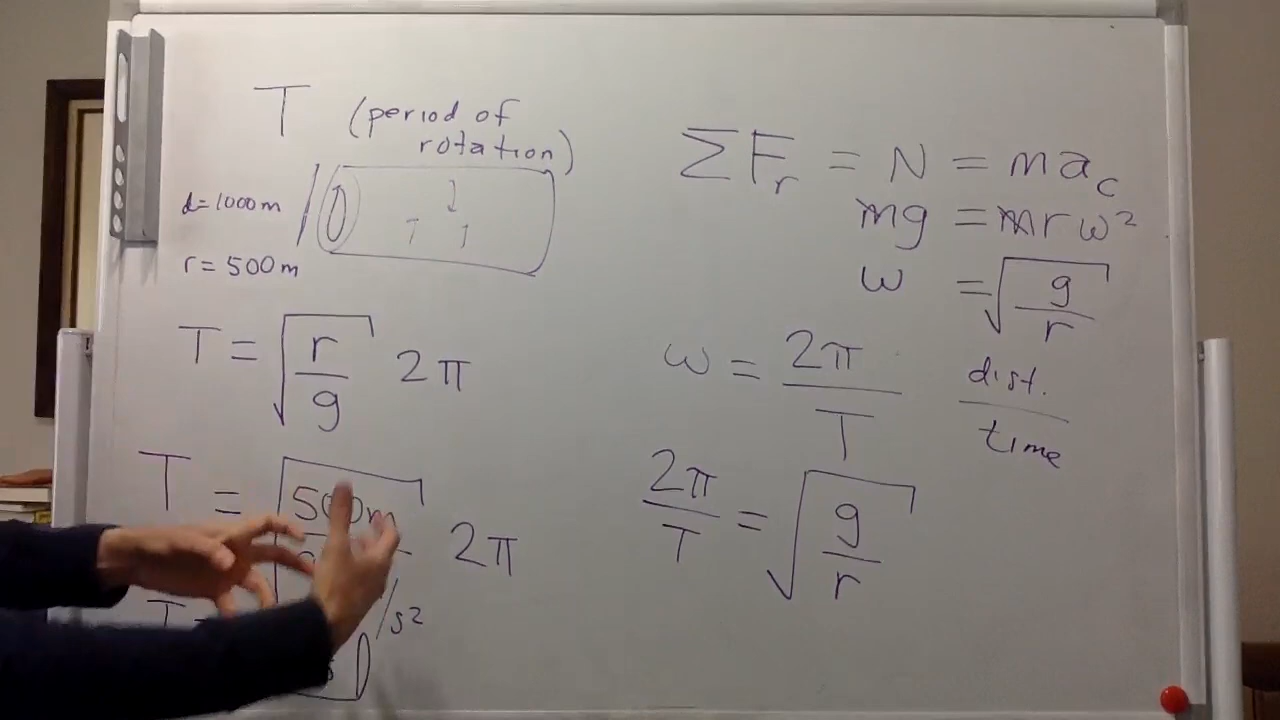 T (period of
rotation)
d=1000m
r=500m
T = √(r/g) 2π
T = √(500m/ 2π
/s²
T
ΣFr = N = mac
mg = mrω²
ω = √(g/r)
ω = 2π/T
dist.
time
2π/T = √(g/r)